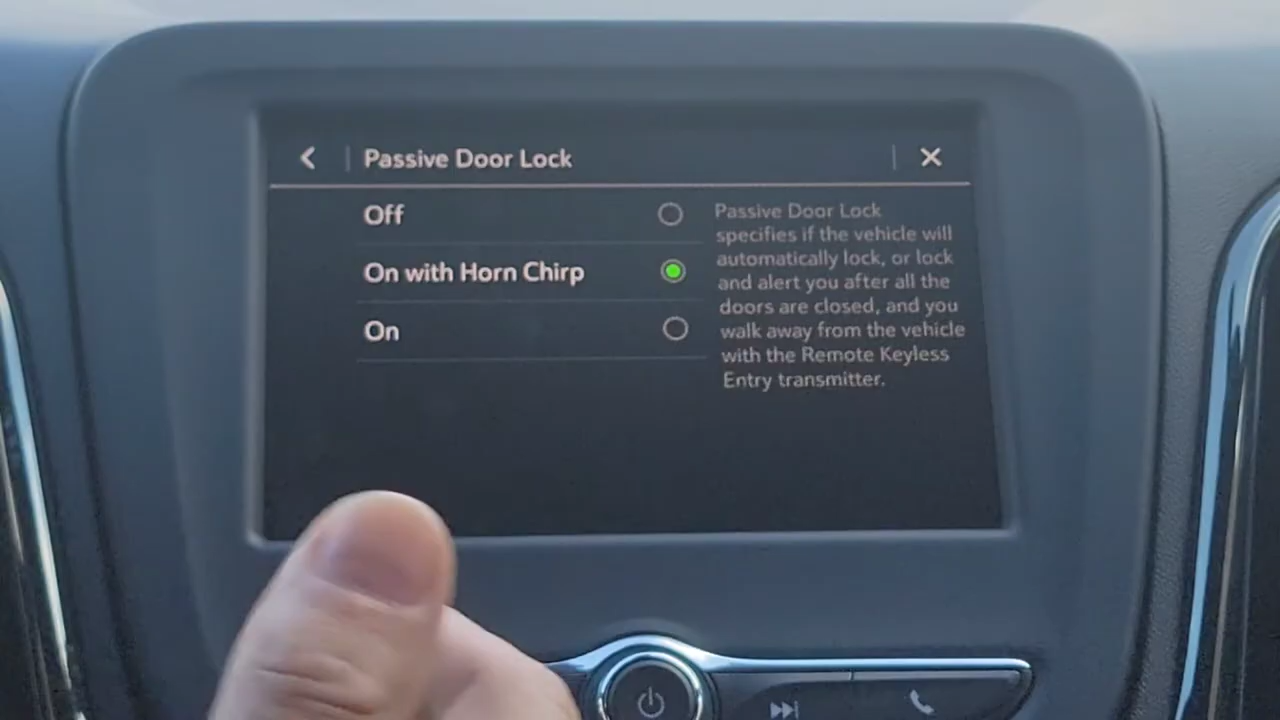 Passive Door Lock
Off
On with Horn Chirp
On
Passive Door Lock
specifies if the vehicle will
automatically lock, or lock
and alert you after all the
doors are closed, and you
walk away from the vehicle
with the Remote Keyless
Entry transmitter.